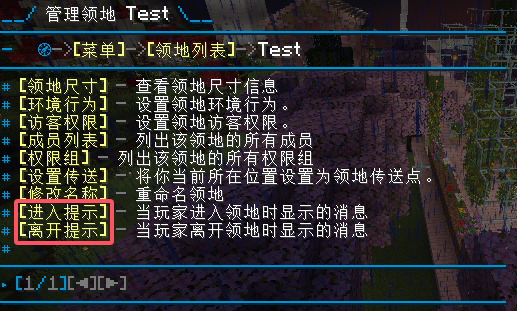 __/ 管理领地 Test \__
— ->[菜单]—>[领地列表]—>Test
# [领地尺寸] — 查看领地尺寸信息
# [环境行为] — 设置领地环境行为。
# [访客权限] — 设置领地访客权限。
# [成员列表] — 列出该领地的所有成员
# [权限组] — 列出该领地的所有权限组
# [设置传送] — 将你当前所在位置设置为领地传送点。
# [修改名称] — 重命名领地
# [进入提示] — 当玩家进入领地时显示的消息
# [离开提示] — 当玩家离开领地时显示的消息
#
▸ [1/1][◀][▶]